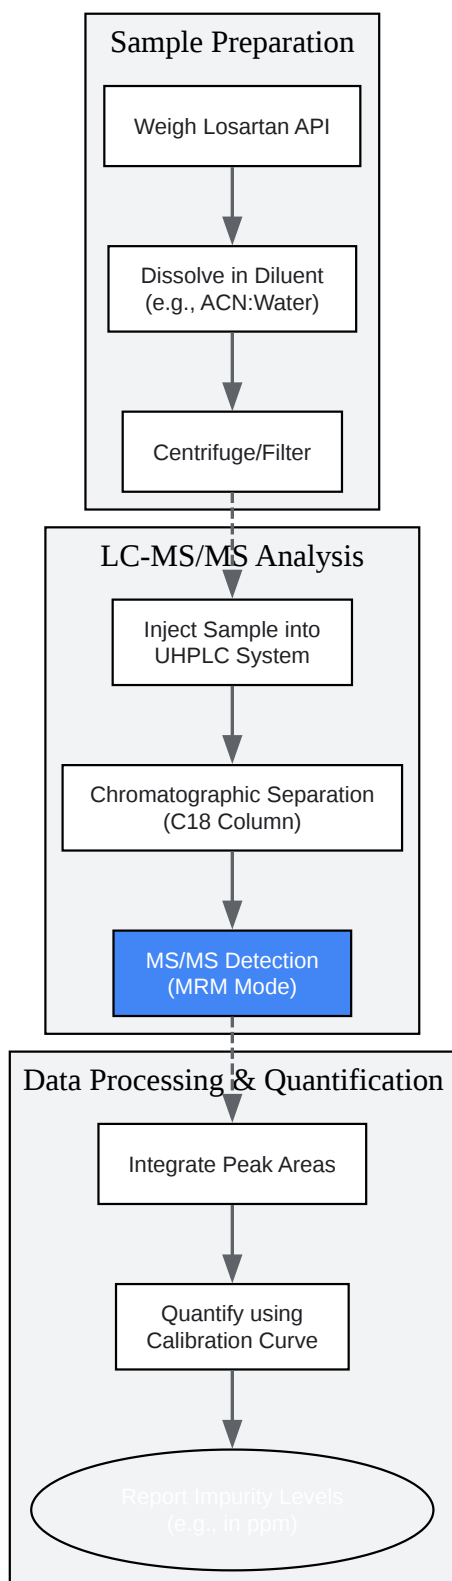 Sample Preparation
Weigh Losartan API
Dissolve in Diluent
(e.g., ACN:Water)
Centrifuge/Filter
LC-MS/MS Analysis
Inject Sample into
UHPLC System
Chromatographic Separation
(C18 Column)
MS/MS Detection
(MRM Mode)
Data Processing & Quantification
Integrate Peak Areas
Quantify using
Calibration Curve
Report Impurity Levels
(e.g., in ppm)